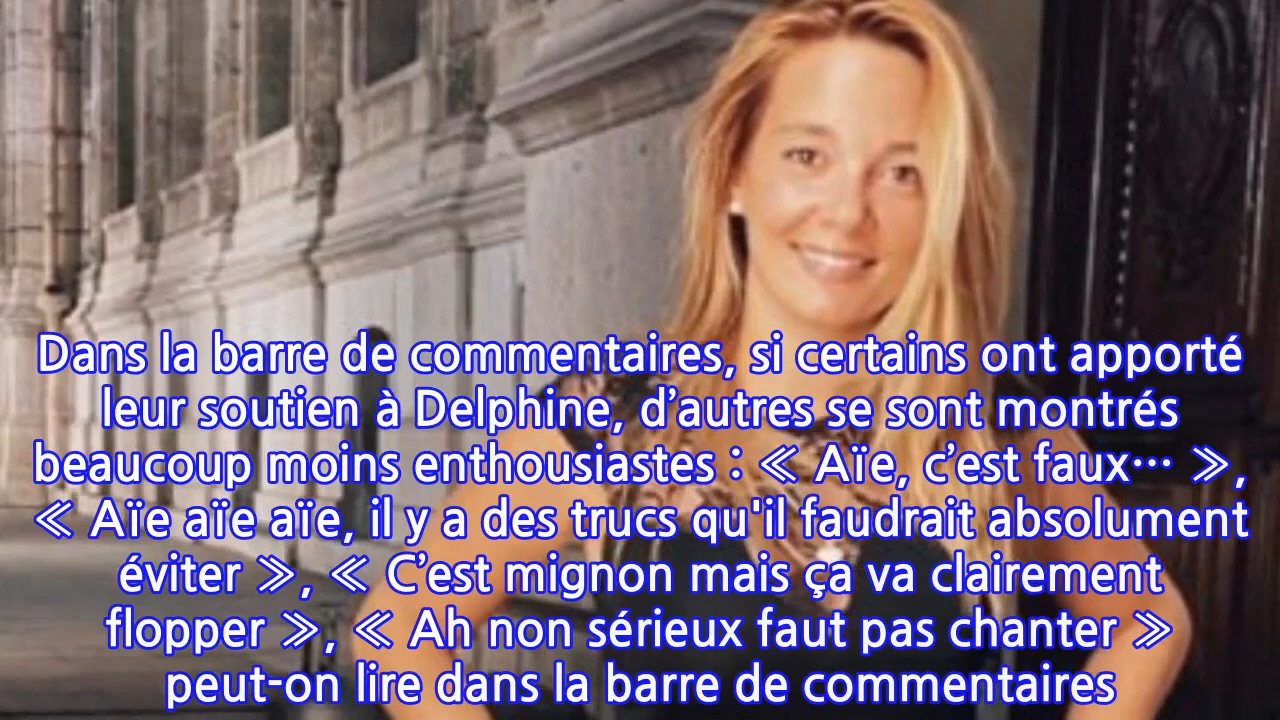 Dans la barre de commentaires, si certains ont apporté
leur soutien à Delphine, d’autres se sont montrés
beaucoup moins enthousiastes : « Aïe, c’est faux… »,
« Aïe aïe aïe, il y a des trucs qu'il faudrait absolument
éviter », « C’est mignon mais ça va clairement
flopper », « Ah non sérieux faut pas chanter »
peut-on lire dans la barre de commentaires